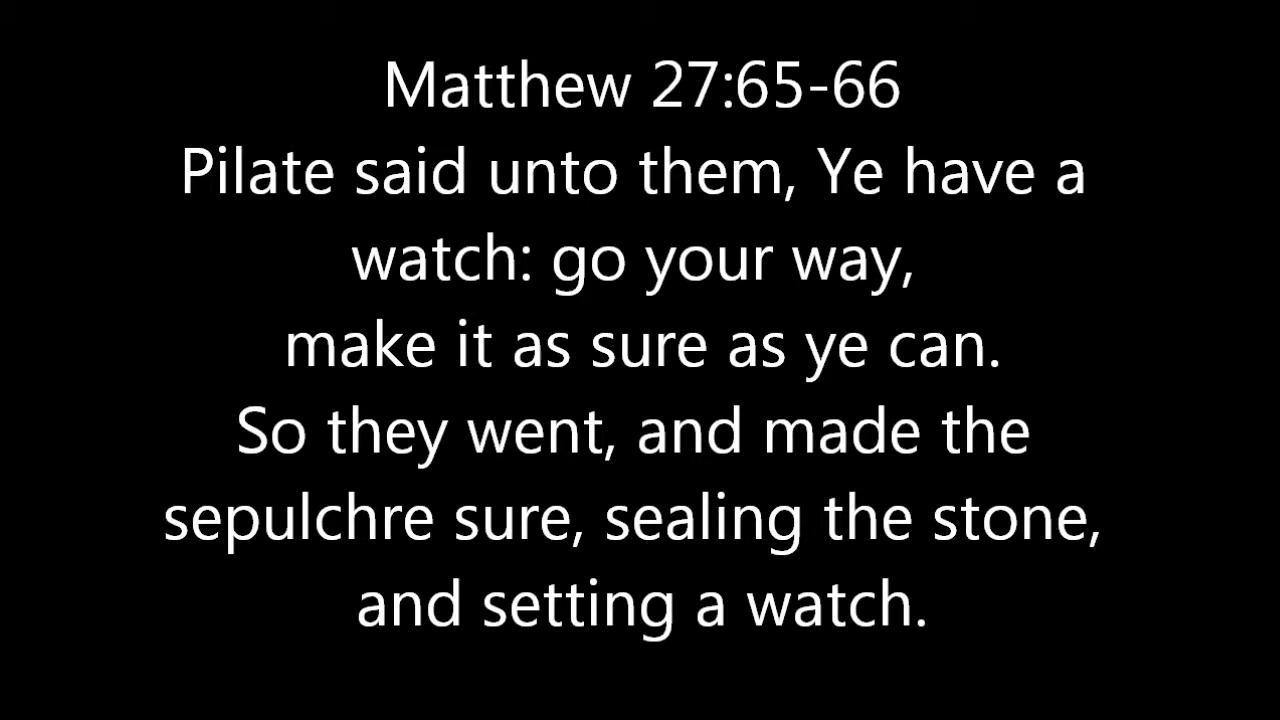 Matthew 27:65-66
Pilate said unto them, Ye have a
watch: go your way,
make it as sure as ye can.
So they went, and made the
sepulchre sure, sealing the stone,
and setting a watch.